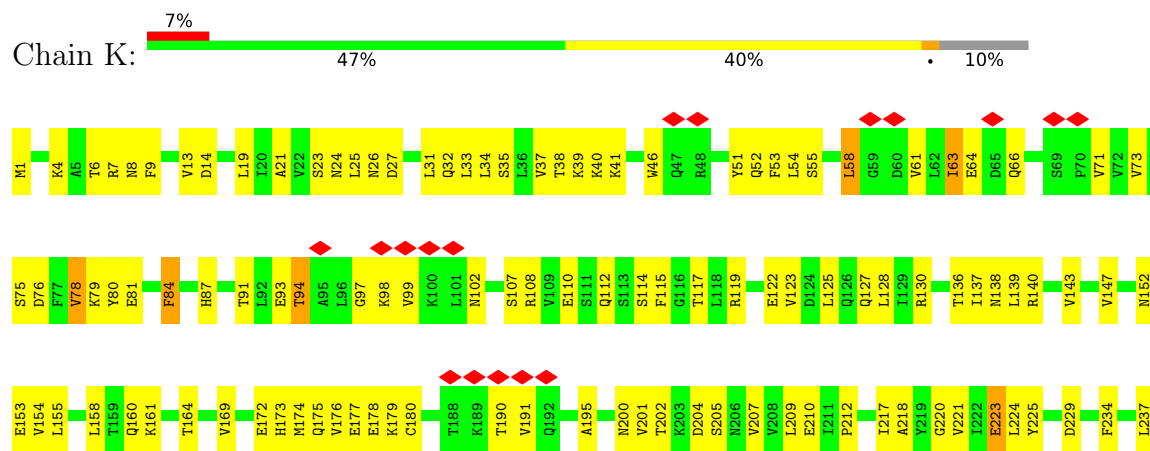 7%
Chain K:
47% 40% • 10%
M1 K4 A5 T6 R7 N8 F9 V13 D14 L19 I20 A21 V22 S23 N24 L25 N26 D27 L31 Q32 L33 L34 S35 L36 V37 T38 K39 K40 K41 W46 Q47 R48 Y51 Q52 F53 L54 S55 L58 G59 D60 V61 L62 I63 E64 D65 Q66 S69 P70 V71 V72 V73
S75 D76 F77 V78 K79 Y80 E81 F84 H87 T91 L92 E93 T94 A95 L96 G97 K98 V99 K100 L101 N102 S107 R108 V109 E110 S111 Q112 S113 S114 F115 G116 T117 L118 R119 E122 V123 D124 L125 Q126 Q127 L128 I129 R130 T136 I137 N138 L139 R140 V143 V147 N152
E153 V154 L155 L158 T159 Q160 K161 T164 V169 E172 H173 M174 Q175 V176 E177 E178 K179 C180 T188 K189 T190 V191 Q192 A195 N200 V201 T202 K203 D204 S205 N206 V207 V208 L209 E210 I211 P212 I217 A218 Y219 G220 V221 I222 E223 L224 Y225 D229 F234 L237